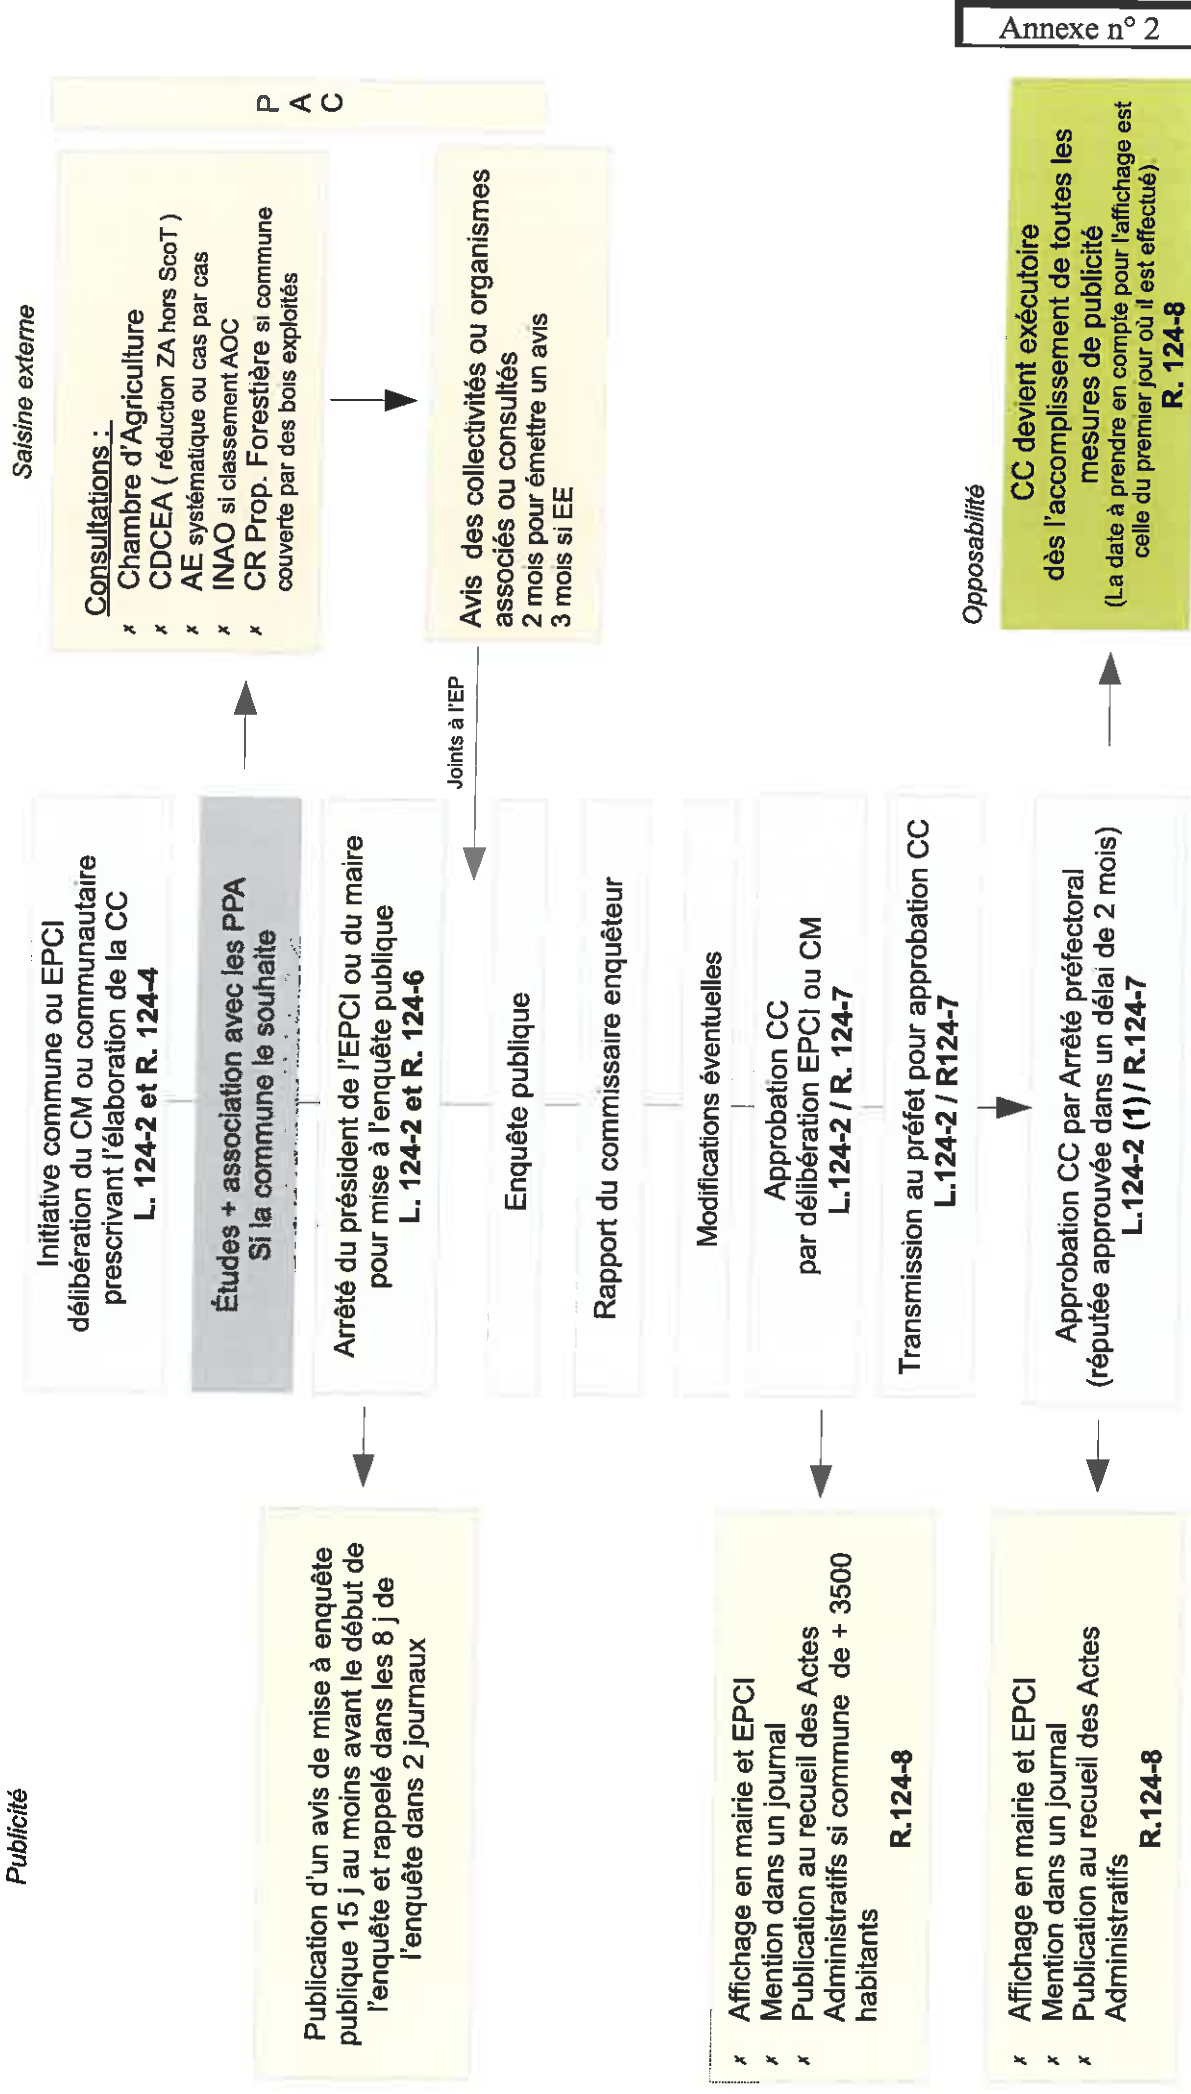 Annexe n° 2
Publicité
Saisine externe
Initiative commune ou EPCI
délibération du CM ou communautaire
prescrivant l'élaboration de la CC
L. 124-2 et R. 124-4
Études + association avec les PPA
Si la commune le souhaite
Consultations :
x Chambre d'Agriculture
x CDCEA ( réduction ZA hors ScoT )
x AE systématique ou cas par cas
x INAO si classement AOC
x CR Prop. Forestière si commune
couverte par des bois exploités
P
A
C
Publication d'un avis de mise à enquête
publique 15 j au moins avant le début de
l'enquête et rappelé dans les 8 j de
l'enquête dans 2 journaux
Arrêté du président de l'EPCI ou du maire
pour mise à l'enquête publique
L. 124-2 et R. 124-6
Avis des collectivités ou organismes
associés ou consultés
2 mois pour émettre un avis
3 mois si EE
Joints à l'EP
Enquête publique
Rapport du commissaire enquêteur
Modifications éventuelles
x Affichage en mairie et EPCI
x Mention dans un journal
x Publication au recueil des Actes
Administratifs si commune de + 3500
habitants
R.124-8
Approbation CC
par délibération EPCI ou CM
L.124-2 / R. 124-7
Transmission au préfet pour approbation CC
L.124-2 / R124-7
x Affichage en mairie et EPCI
x Mention dans un journal
x Publication au recueil des Actes
Administratifs
R.124-8
Approbation CC par Arrêté préfectoral
(réputée approuvée dans un délai de 2 mois)
L.124-2 (1) / R.124-7
Opposabilité
CC devient exécutoire
dès l'accomplissement de toutes les
mesures de publicité
(La date à prendre en compte pour l'affichage est
celle du premier jour où il est effectué).
R. 124-8